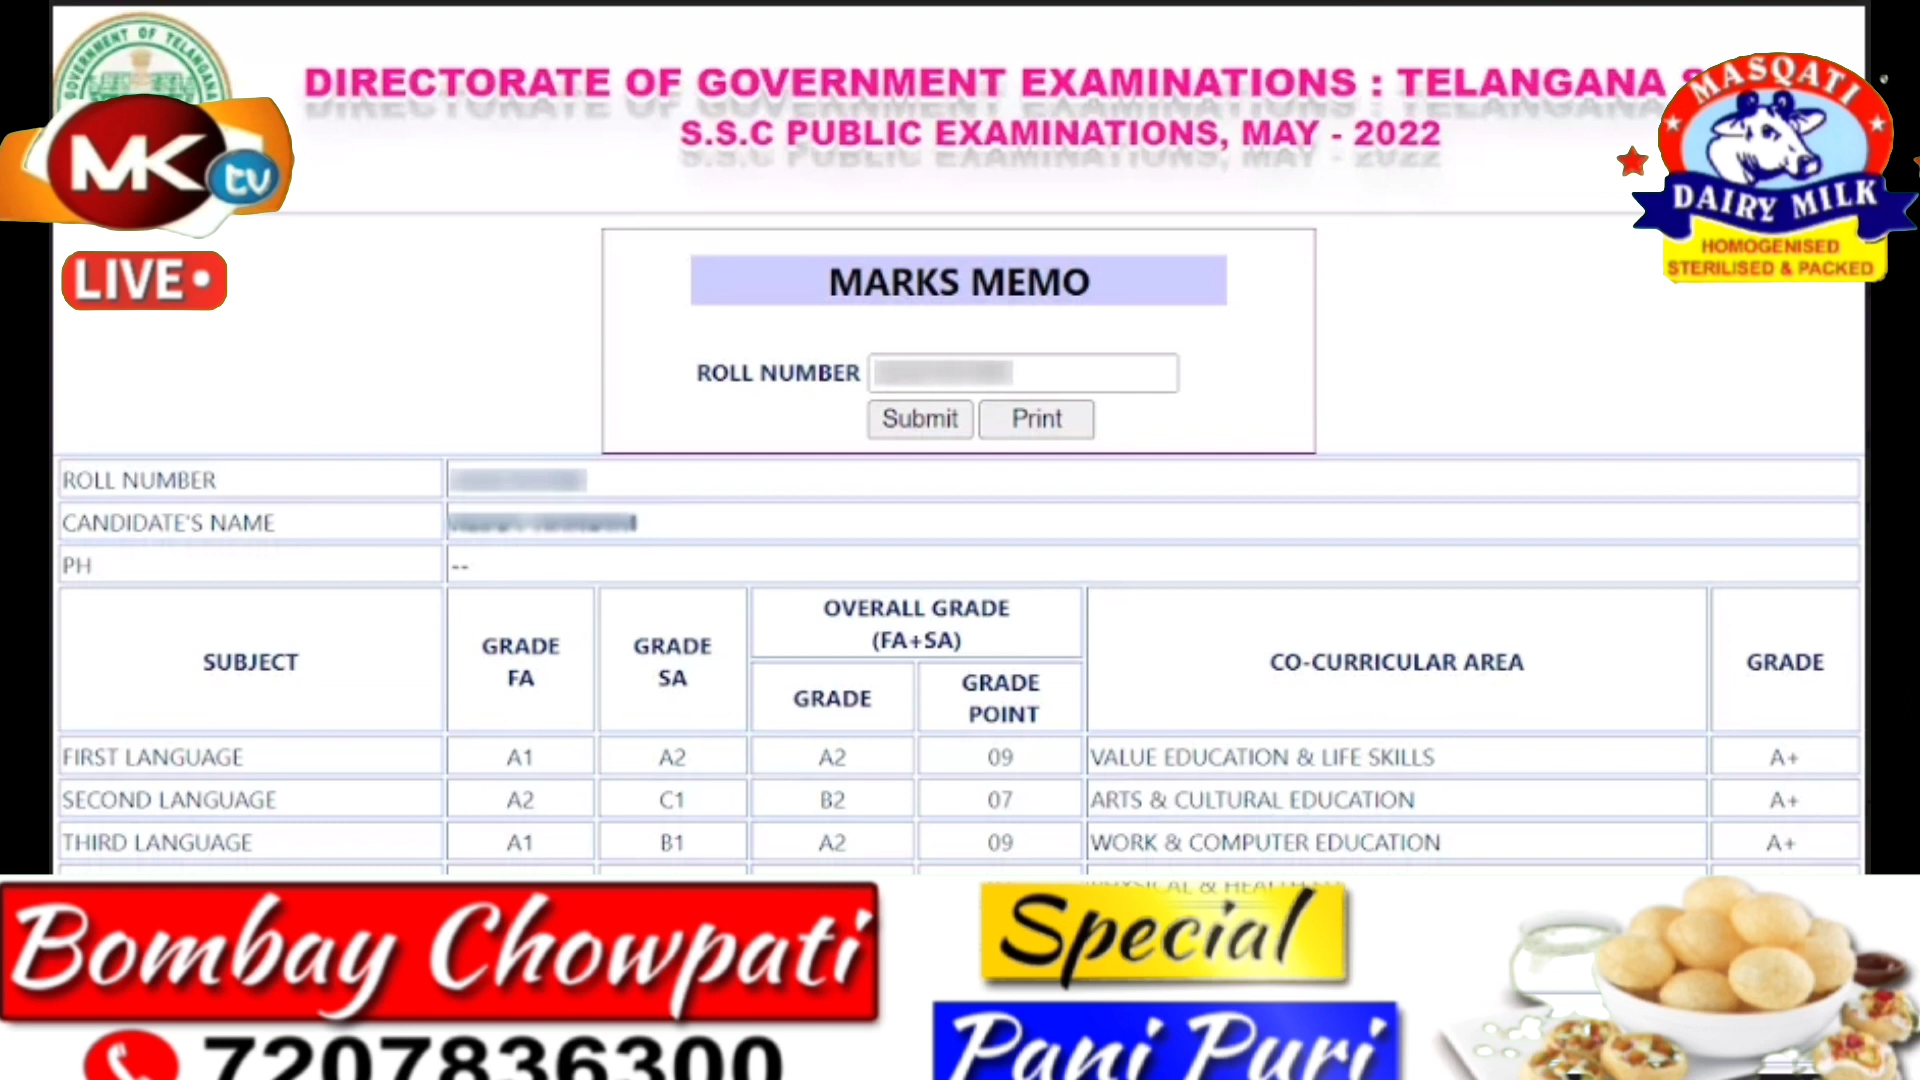 GOVERNMENT OF TELANGANA
DIRECTORATE OF GOVERNMENT EXAMINATIONS : TELANGANA
S.S.C PUBLIC EXAMINATIONS, MAY - 2022
MK tv
LIVE
MASQATI
DAIRY MILK
HOMOGENISED
STERILISED & PACKED
MARKS MEMO
ROLL NUMBER
Submit Print
ROLL NUMBER
CANDIDATE'S NAME
PH --
SUBJECT GRADE FA GRADE SA OVERALL GRADE (FA+SA) GRADE GRADE POINT CO-CURRICULAR AREA GRADE
FIRST LANGUAGE A1 A2 A2 09 VALUE EDUCATION & LIFE SKILLS A+
SECOND LANGUAGE A2 C1 B2 07 ARTS & CULTURAL EDUCATION A+
THIRD LANGUAGE A1 B1 A2 09 WORK & COMPUTER EDUCATION A+
Bombay Chowpati
7207836300
Special
Pani Puri